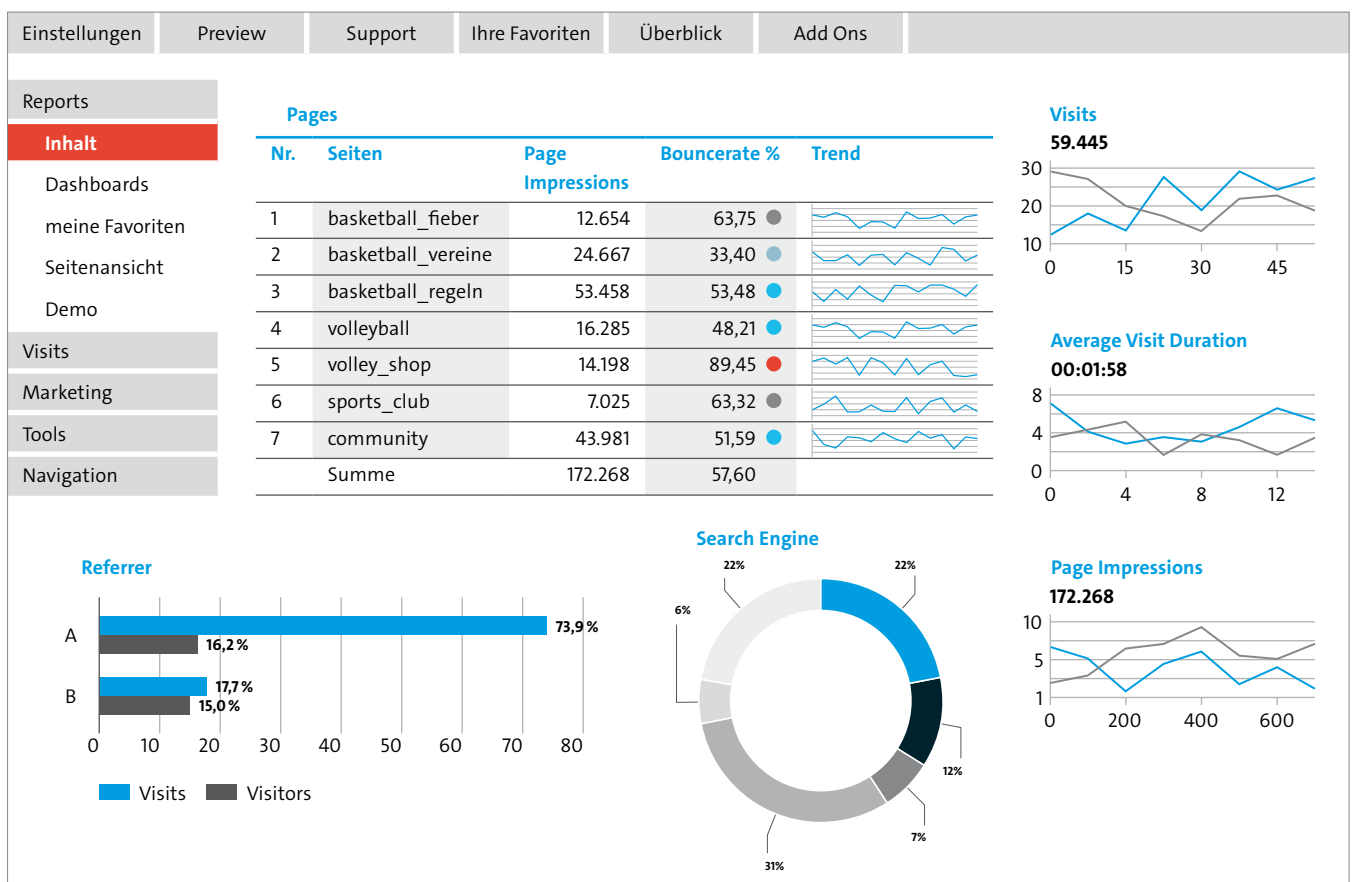 Einstellungen Preview Support Ihre Favoriten Überblick Add Ons
Reports
Inhalt
Dashboards
meine Favoriten
Seitenansicht
Demo
Visits
Marketing
Tools
Navigation
Pages
Nr. Seiten Page Impressions Bouncerate % Trend
1 basketball_fieber 12.654 63,75
2 basketball_vereine 24.667 33,40
3 basketball_regeln 53.458 53,48
4 volleyball 16.285 48,21
5 volley_shop 14.198 89,45
6 sports_club 7.025 63,32
7 community 43.981 51,59
Summe 172.268 57,60
Visits
59.445
30
20
10
0 15 30 45
Average Visit Duration
00:01:58
8
4
0
0 4 8 12
Page Impressions
172.268
10
5
1
0 200 400 600
Referrer
A
73,9 %
16,2 %
B
17,7 %
15,0 %
0 10 20 30 40 50 60 70 80
Visits Visitors
Search Engine
22% 22%
6%
12%
7%
31%